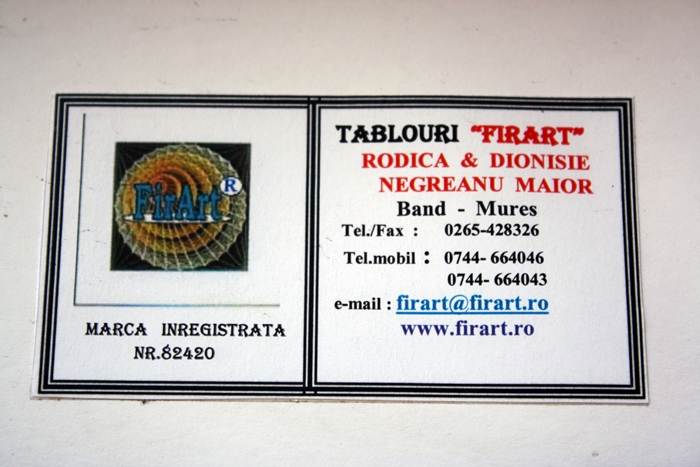 FirArt®
MARCA INREGISTRATA
NR.82420
TABLOURI "FIRART"
RODICA & DIONISIE
NEGREANU MAIOR
Band - Mures
Tel./Fax : 0265-428326
Tel.mobil : 0744- 664046
0744- 664043
e-mail : firart@firart.ro
www.firart.ro